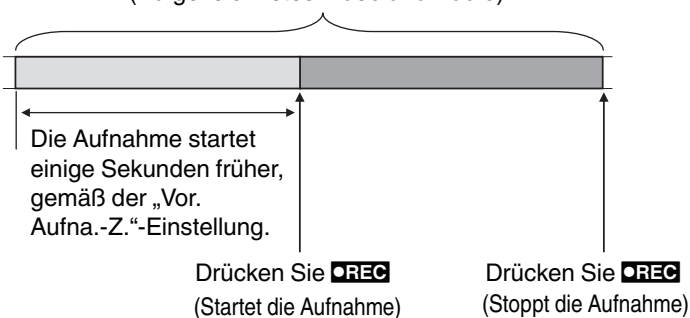 Die Aufnahme startet
einige Sekunden früher,
gemäß der „Vor.
Aufna.-Z.“-Einstellung.
Drücken Sie ●REC
(Startet die Aufnahme)
Drücken Sie ●REC
(Stoppt die Aufnahme)